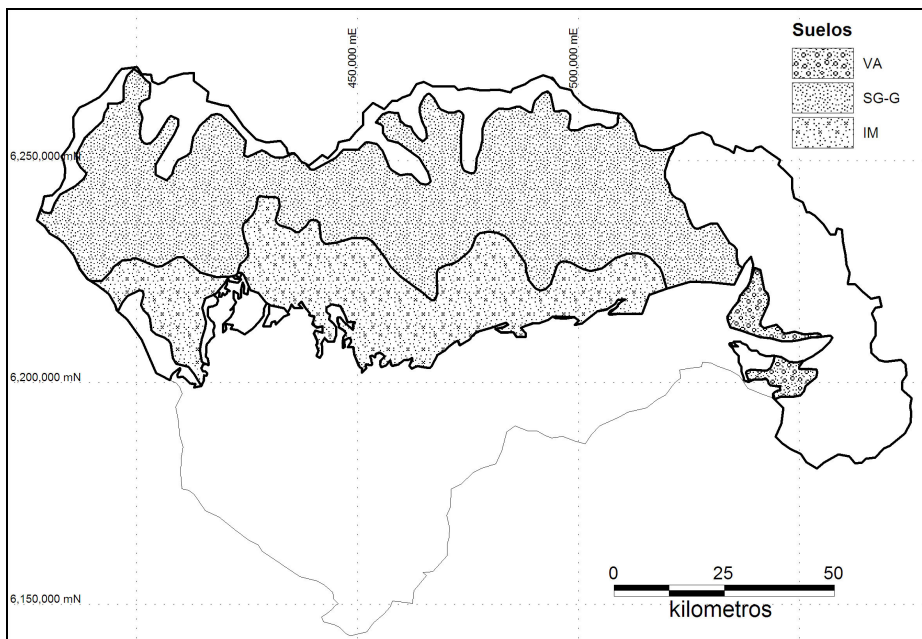 450,000 mE
500,000 mE
Suelos
VA
SG-G
IM
6,250,000 mN
6,200,000 mN
6,150,000 mN
0 25 50
kilometros